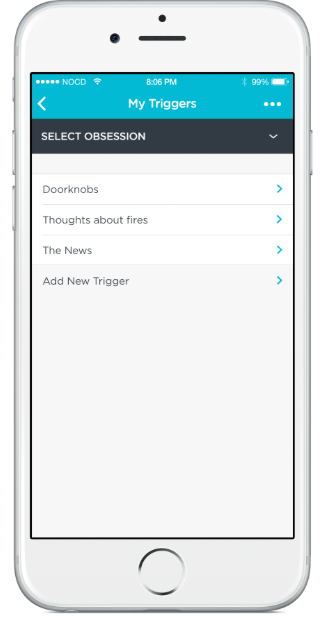 NOCD 8:06 PM 99%
My Triggers
SELECT OBSESSION
Doorknobs
Thoughts about fires
The News
Add New Trigger